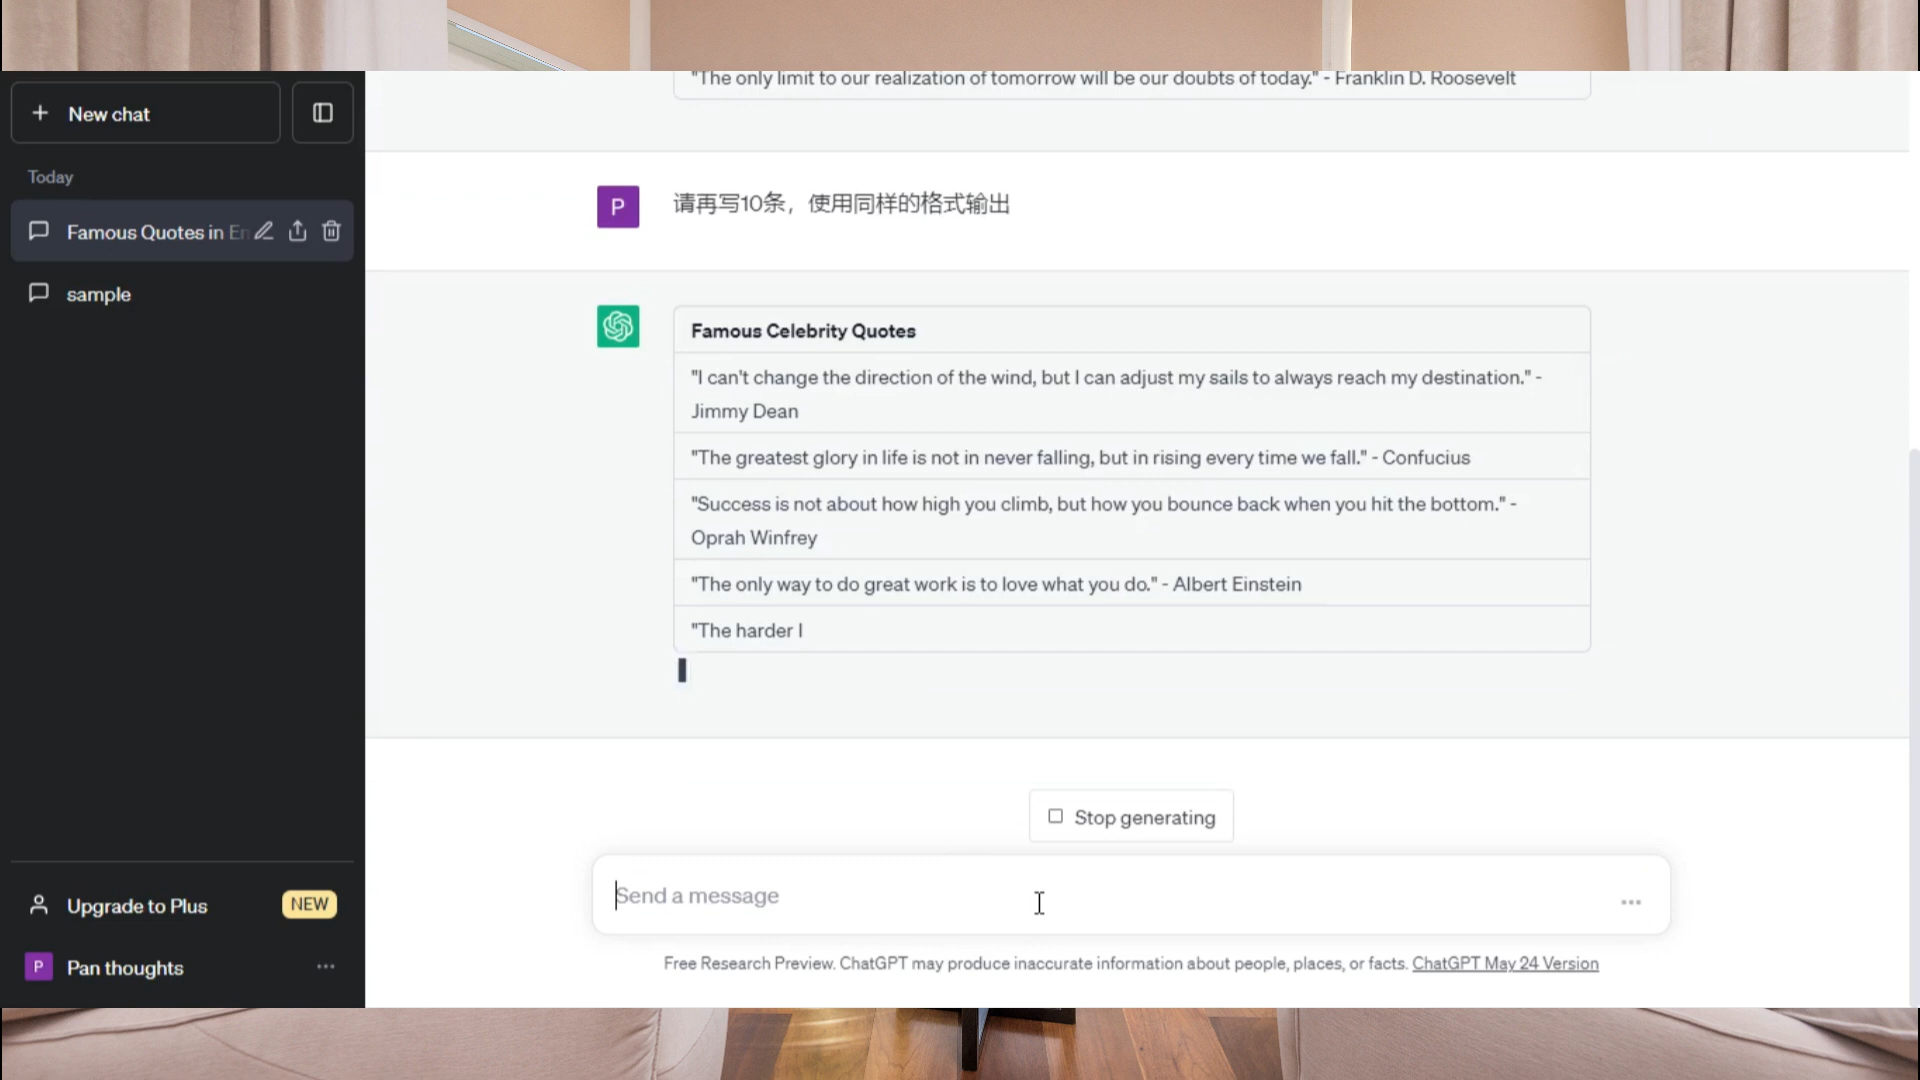 New chat
Today
Famous Quotes in En
sample
Upgrade to Plus
NEW
P
Pan thoughts
"The only limit to our realization of tomorrow will be our doubts of today." - Franklin D. Roosevelt
P
请再写10条，使用同样的格式输出
Famous Celebrity Quotes
"I can't change the direction of the wind, but I can adjust my sails to always reach my destination." -
Jimmy Dean
"The greatest glory in life is not in never falling, but in rising every time we fall." - Confucius
"Success is not about how high you climb, but how you bounce back when you hit the bottom." -
Oprah Winfrey
"The only way to do great work is to love what you do." - Albert Einstein
"The harder I
Stop generating
Send a message
Free Research Preview. ChatGPT may produce inaccurate information about people, places, or facts. ChatGPT May 24 Version